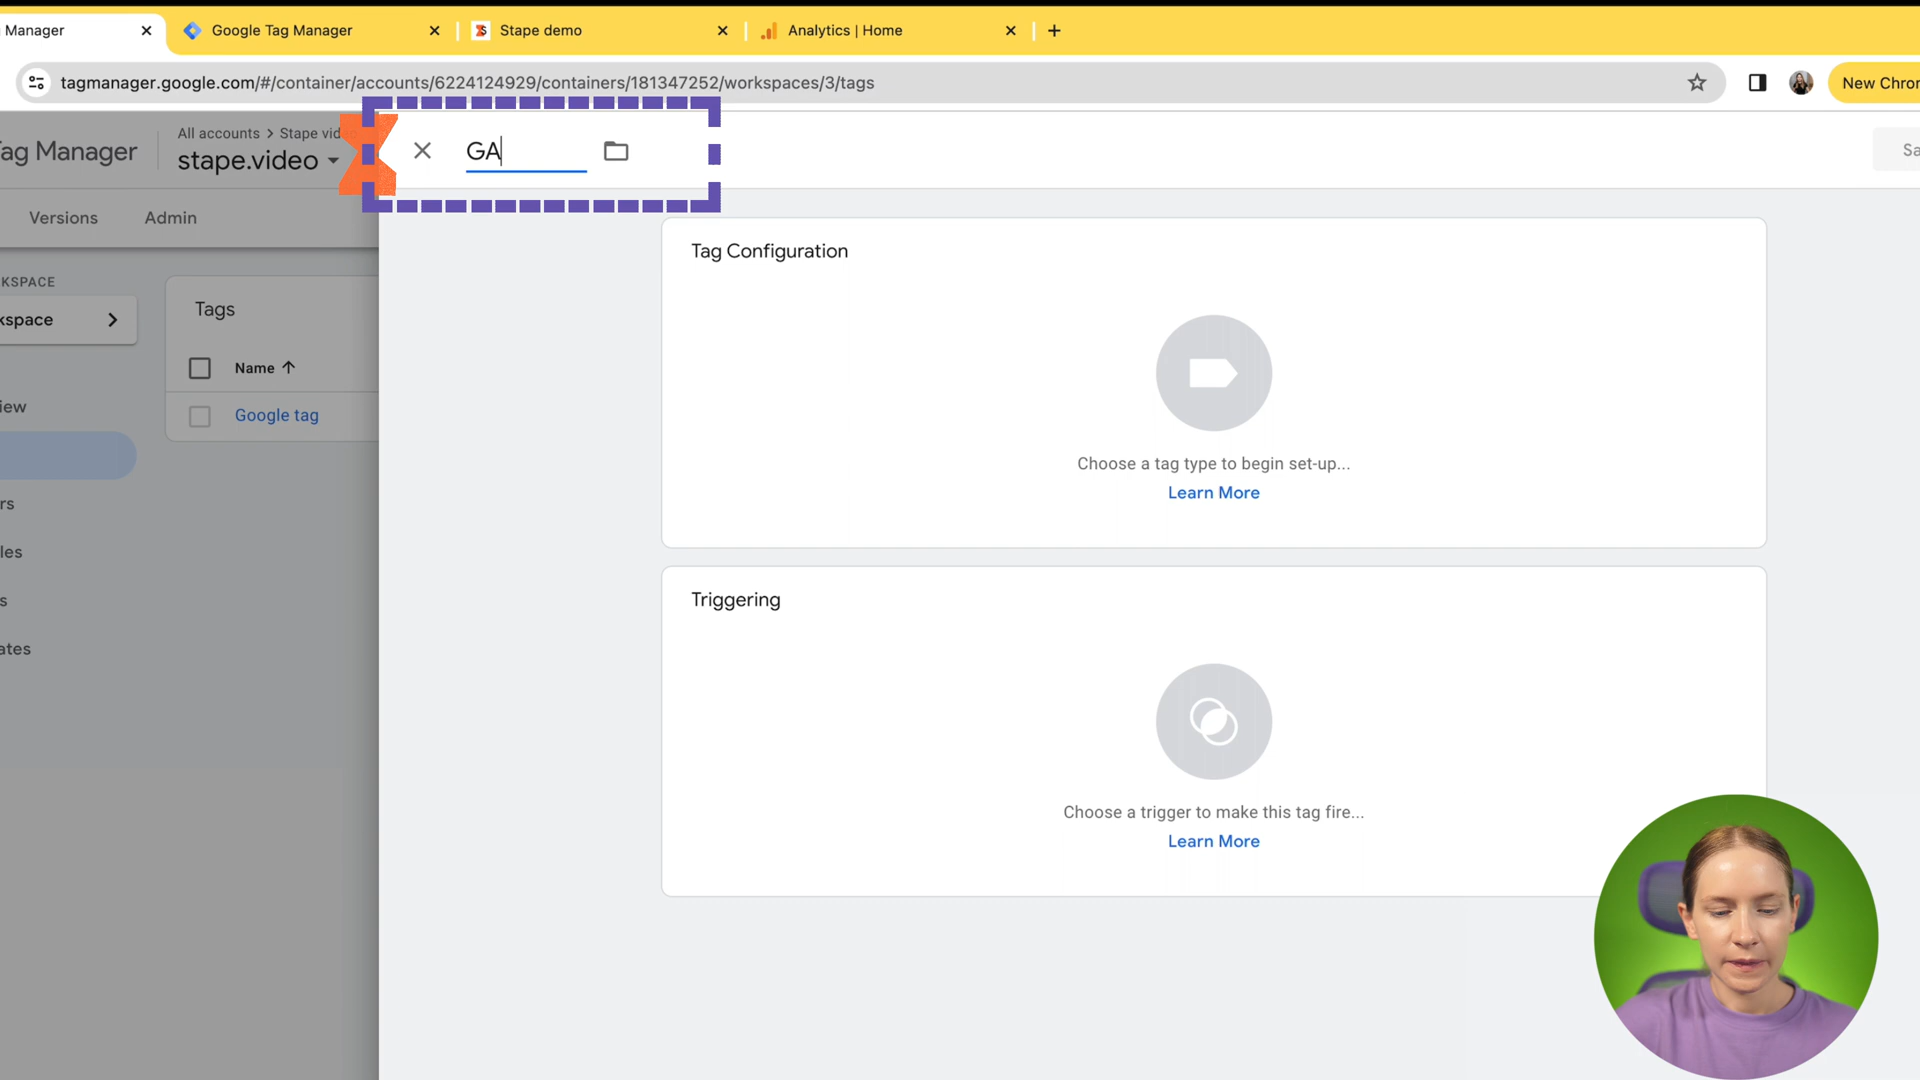 Manager
Google Tag Manager
Stape demo
Analytics | Home
tagmanager.google.com/#/container/accounts/6224124929/containers/181347252/workspaces/3/tags
New Chro
ag Manager
All accounts > Stape vid
stape.video
GA
Sa
Versions
Admin
KSPACE
kspace
Tags
Name
Google tag
iew
rs
les
s
ates
Tag Configuration
Choose a tag type to begin set-up...
Learn More
Triggering
Choose a trigger to make this tag fire...
Learn More